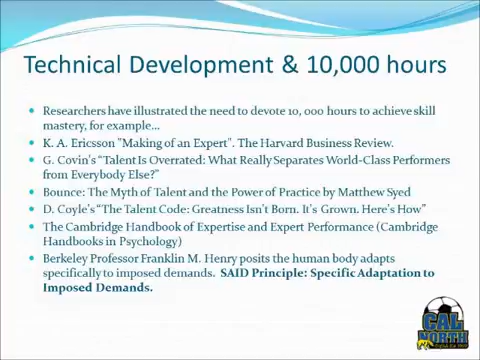 Technical Development & 10,000 hours
Researchers have illustrated the need to devote 10, 000 hours to achieve skill
mastery, for example...
K. A. Ericsson "Making of an Expert". The Harvard Business Review.
G. Covin's "Talent Is Overrated: What Really Separates World-Class Performers
from Everybody Else?"
Bounce: The Myth of Talent and the Power of Practice by Matthew Syed
D. Coyle's "The Talent Code: Greatness Isn't Born. It's Grown. Here's How"
The Cambridge Handbook of Expertise and Expert Performance (Cambridge
Handbooks in Psychology)
Berkeley Professor Franklin M. Henry posits the human body adapts
specifically to imposed demands. SAID Principle: Specific Adaptation to
Imposed Demands.
CAL
NORTH